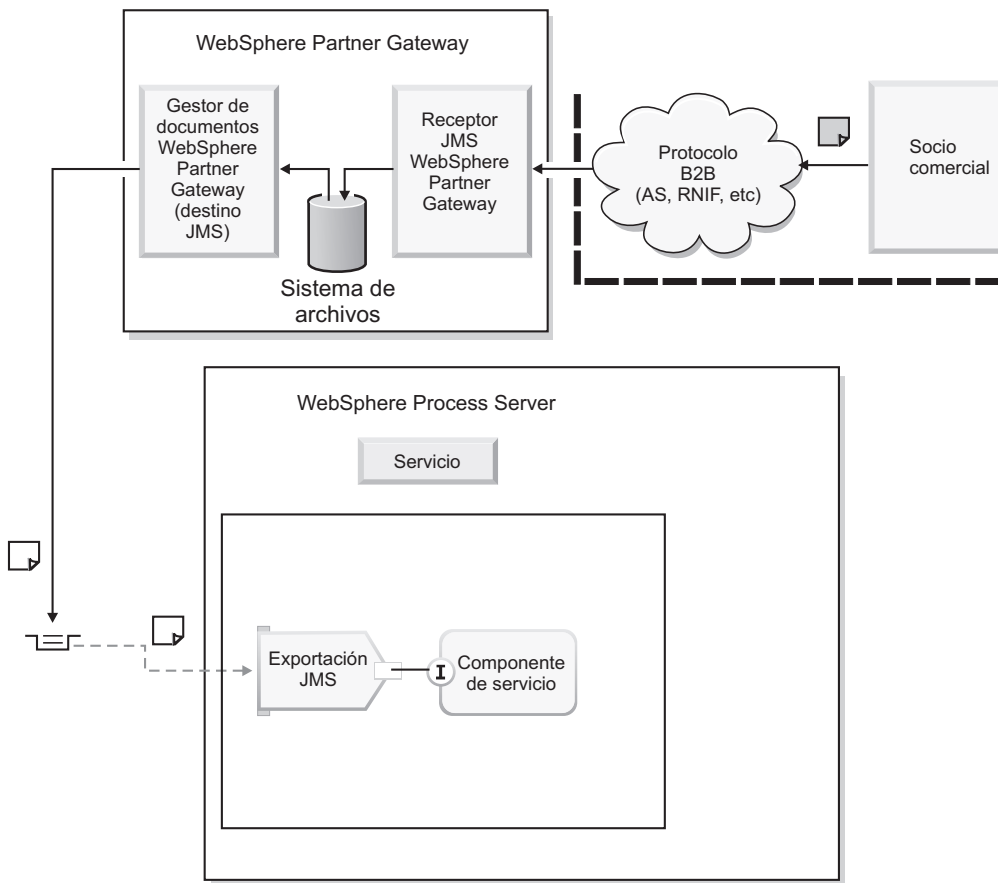 WebSphere Partner Gateway
Gestor de
documentos
WebSphere
Partner
Gateway
(destino
JMS)
Receptor
JMS
WebSphere
Partner
Gateway
Sistema de
archivos
Protocolo
B2B
(AS, RNIF, etc)
Socio
comercial
WebSphere Process Server
Servicio
Exportación
JMS
I
Componente
de servicio